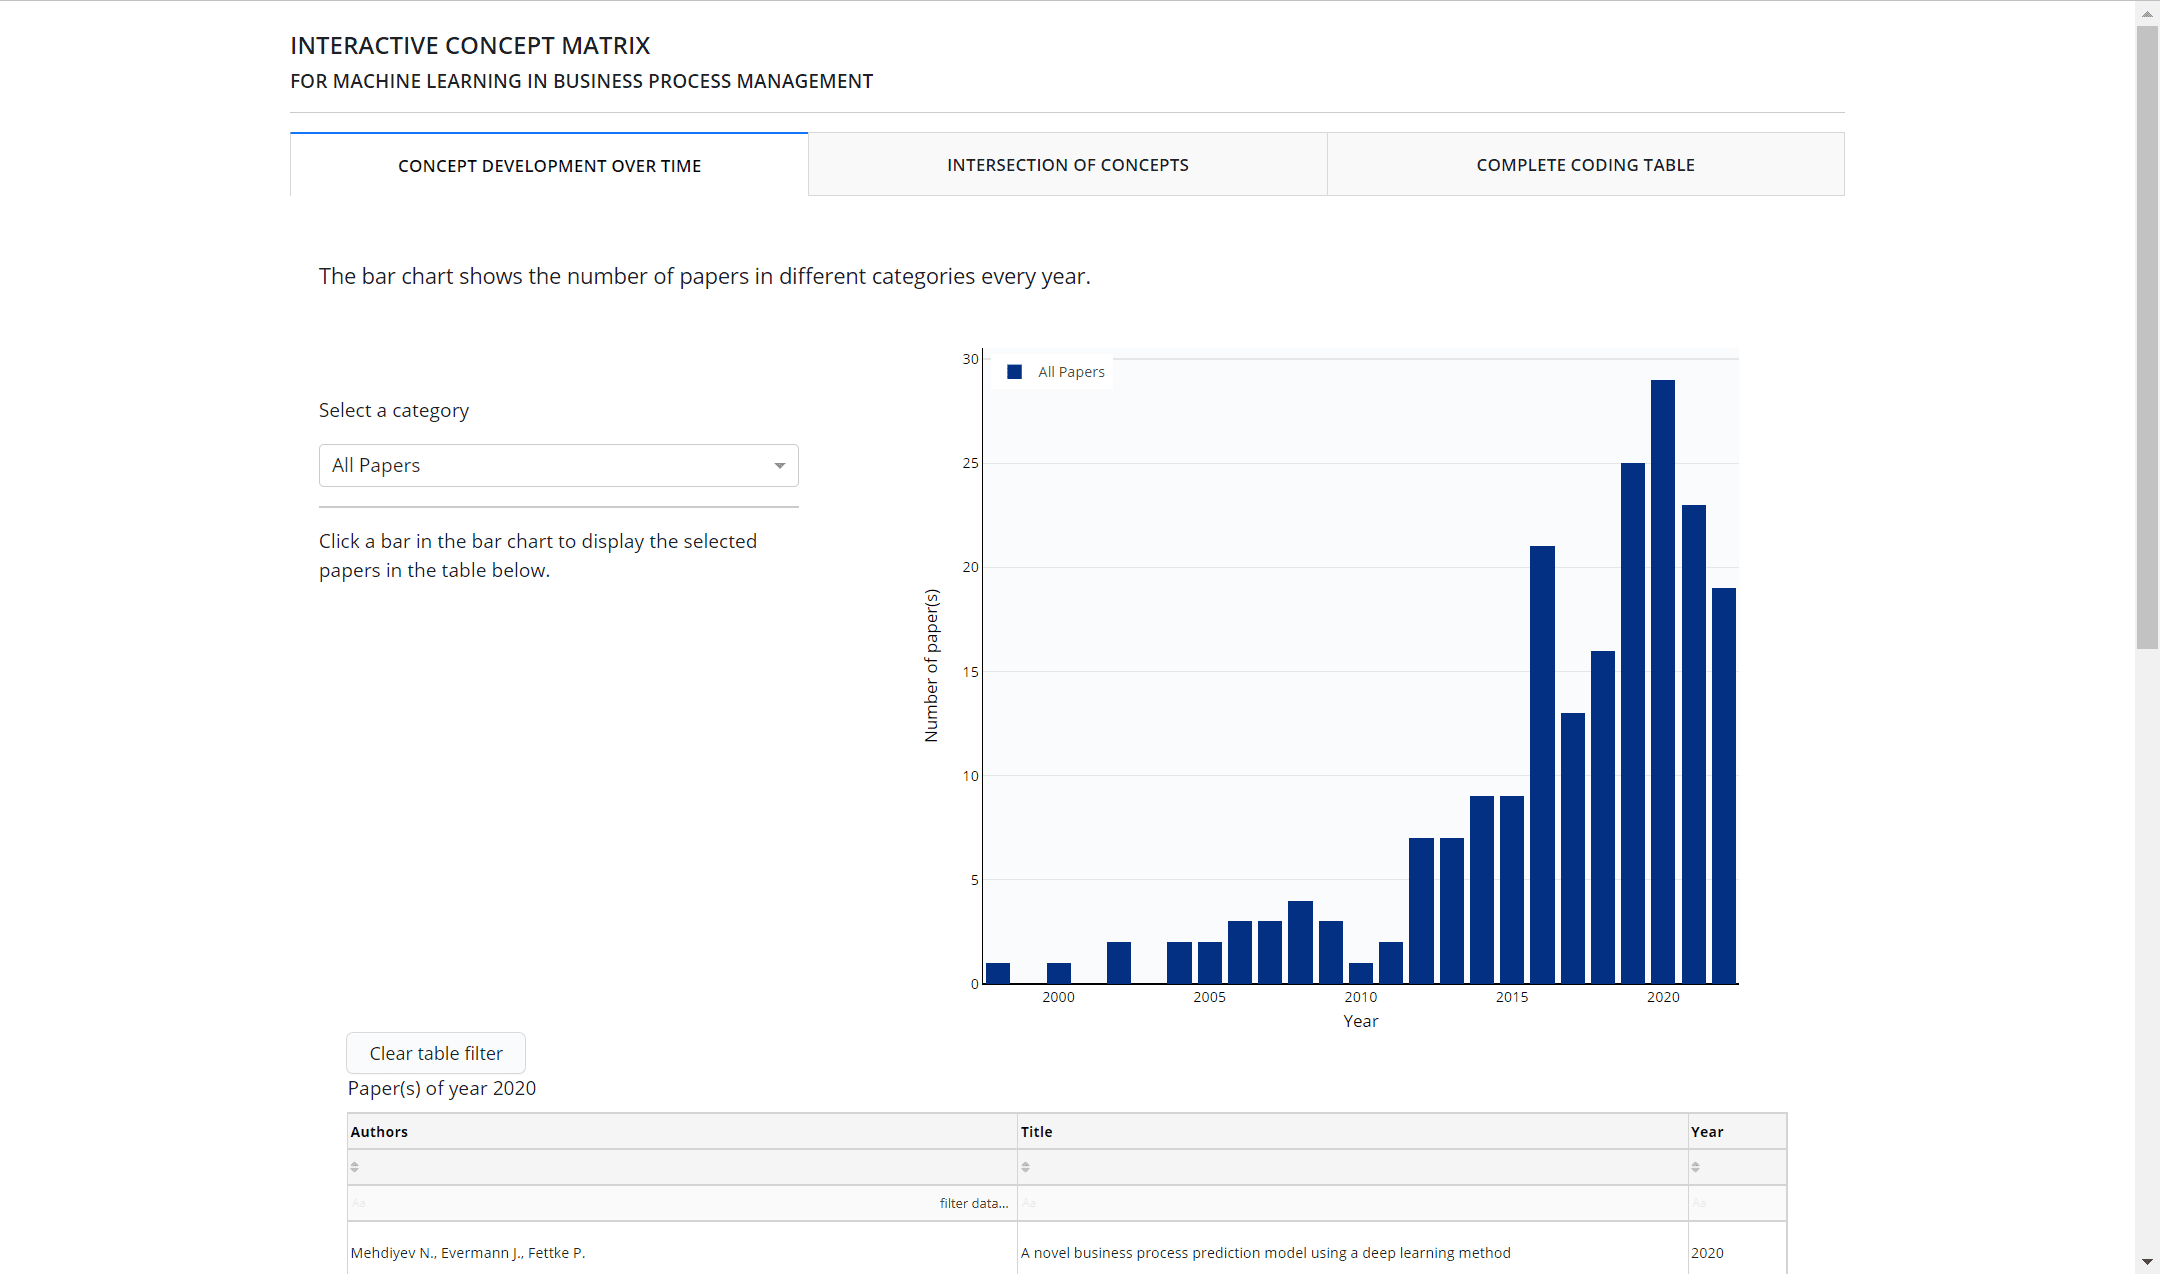 INTERACTIVE CONCEPT MATRIX
FOR MACHINE LEARNING IN BUSINESS PROCESS MANAGEMENT
CONCEPT DEVELOPMENT OVER TIME
INTERSECTION OF CONCEPTS
COMPLETE CODING TABLE
The bar chart shows the number of papers in different categories every year.
Select a category
All Papers
Click a bar in the bar chart to display the selected
papers in the table below.
All Papers
30
25
20
15
10
5
0
Number of paper(s)
2000 2005 2010 2015 2020
Year
Clear table filter
Paper(s) of year 2020
Authors Title Year
Aa filter data... Aa Aa
Mehdiyev N., Evermann J., Fettke P. A novel business process prediction model using a deep learning method 2020